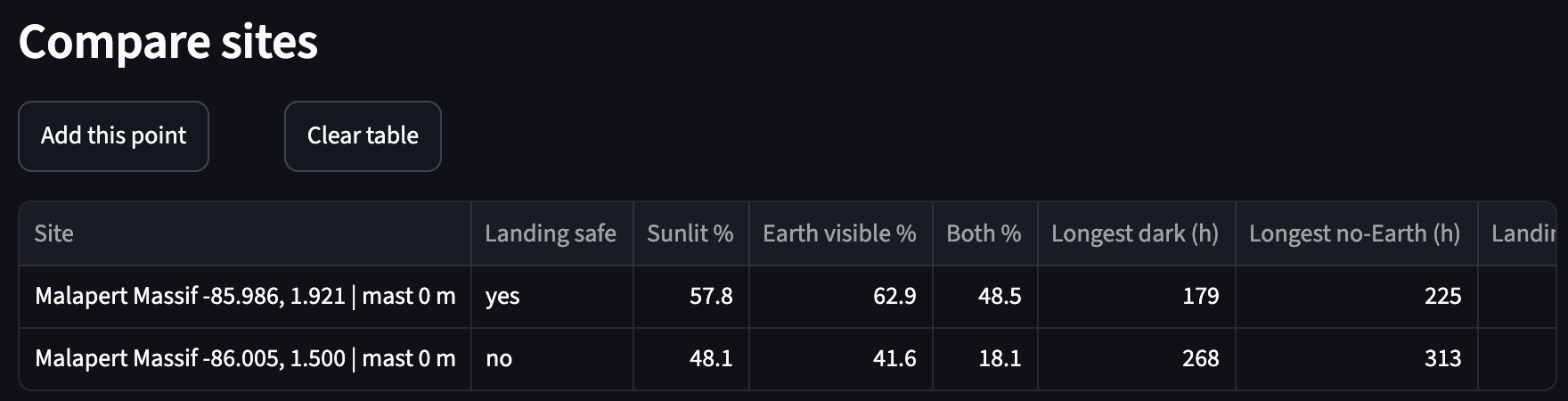 Compare sites
Add this point Clear table
Site Landing safe Sunlit % Earth visible % Both % Longest dark (h) Longest no-Earth (h)
Malapert Massif -85.986, 1.921 | mast 0 m yes 57.8 62.9 48.5 179 225
Malapert Massif -86.005, 1.500 | mast 0 m no 48.1 41.6 18.1 268 313